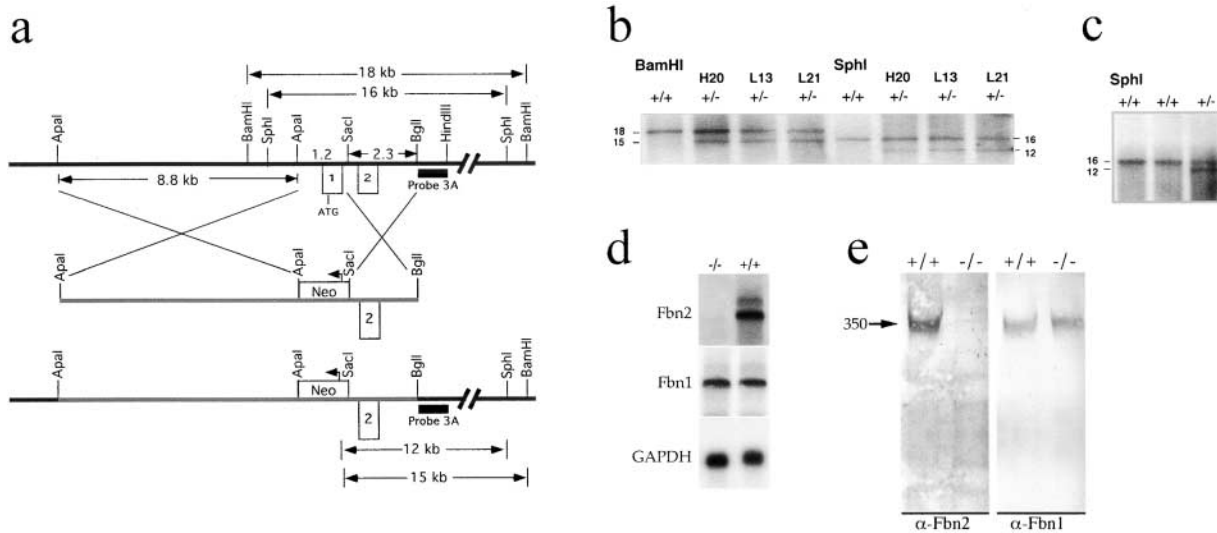 a
18 kb
16 kb
ApaI
BamHI
SphI
ApaI
SacI
BglI
HindIII
SphI
BamHI
1.2
2.3
8.8 kb
1
2
Probe 3A
ATG
ApaI
ApaI
SacI
BglI
Neo
2
ApaI
ApaI
SacI
BglI
SphI
BamHI
Neo
2
Probe 3A
12 kb
15 kb
b
BamHI H20 L13 L21 SphI H20 L13 L21
+/+ +/- +/- +/- +/+ +/- +/- +/-
18
15
16
12
c
SphI
+/+ +/+ +/-
16
12
d
-/- +/+
Fbn2
Fbn1
GAPDH
e
+/+ -/- +/+ -/-
350
α-Fbn2 α-Fbn1